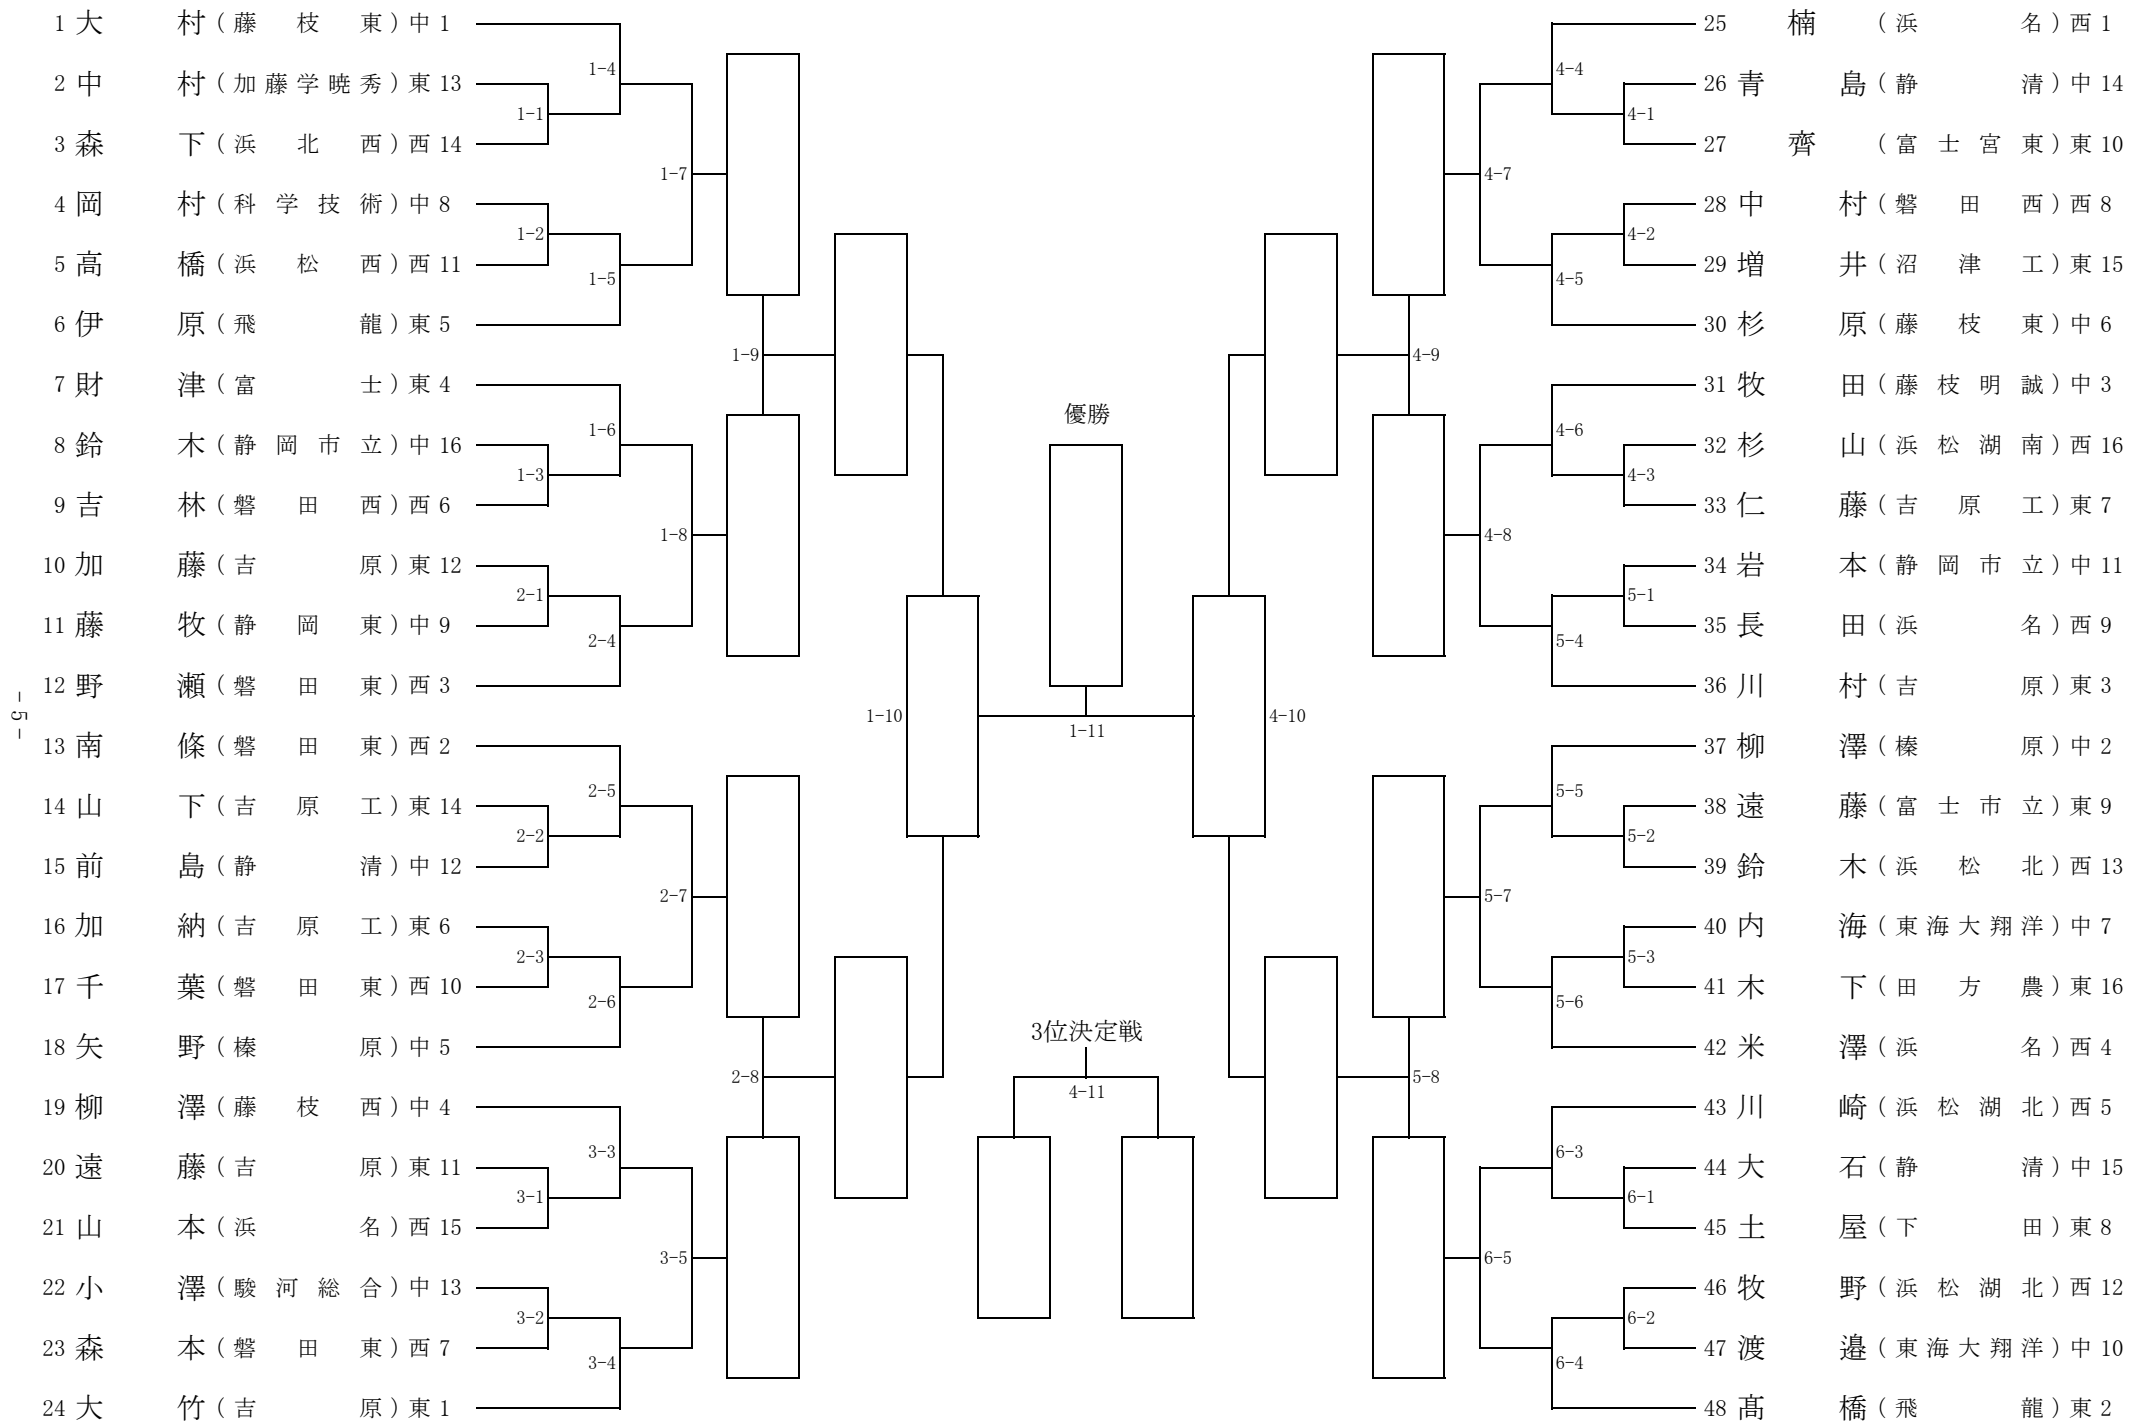 1 大村（藤枝東）中 1
2 中村（加藤学暁秀）東 13
3 森下（浜北西）西 14
4 岡村（科学技術）中 8
5 高橋（浜松西）西 11
6 伊原（飛龍）東 5
7 財津（富士）東 4
8 鈴木（静岡市立）中 16
9 吉林（磐田西）西 6
10 加藤（吉原）東 12
11 藤牧（静岡東）中 9
12 野瀬（磐田東）西 3
13 南條（磐田東）西 2
14 山下（吉原工）東 14
15 前島（静清）中 12
16 加納（吉原工）東 6
17 千葉（磐田東）西 10
18 矢野（榛原）中 5
19 柳澤（藤枝西）中 4
20 遠藤（吉原）東 11
21 山本（浜名）西 15
22 小澤（駿河総合）中 13
23 森本（磐田東）西 7
24 大竹（吉原）東 1
1-1
1-2
1-3
2-1
2-2
2-3
3-1
3-2
1-4
1-5
1-6
2-4
2-5
2-6
3-3
3-4
1-7
1-8
2-7
3-5
1-9
2-8
1-10
優勝
1-11
3位決定戦
4-11
4-10
4-9
5-8
4-7
4-8
5-7
6-5
4-4
4-5
4-6
5-4
5-5
5-6
6-3
6-4
4-1
4-2
4-3
5-1
5-2
5-3
6-1
6-2
25 楠（浜名）西 1
26 青島（静清）中 14
27 齊（富士宮東）東 10
28 中村（磐田西）西 8
29 増井（沼津工）東 15
30 杉原（藤枝東）中 6
31 牧田（藤枝明誠）中 3
32 杉山（浜松湖南）西 16
33 仁藤（吉原工）東 7
34 岩本（静岡市立）中 11
35 長田（浜名）西 9
36 川村（吉原）東 3
37 柳澤（榛原）中 2
38 遠藤（富士市立）東 9
39 鈴木（浜松北）西 13
40 内海（東海大翔洋）中 7
41 木下（田方農）東 16
42 米澤（浜名）西 4
43 川崎（浜松湖北）西 5
44 大石（静清）中 15
45 土屋（下田）東 8
46 牧野（浜松湖北）西 12
47 渡邉（東海大翔洋）中 10
48 髙橋（飛龍）東 2
- 5 -